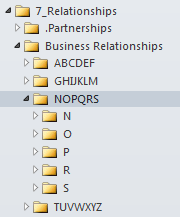 7_Relationships
.Partnerships
Business Relationships
ABCDEF
GHIJKLM
NOPQRS
N
O
P
R
S
TUVWXYZ